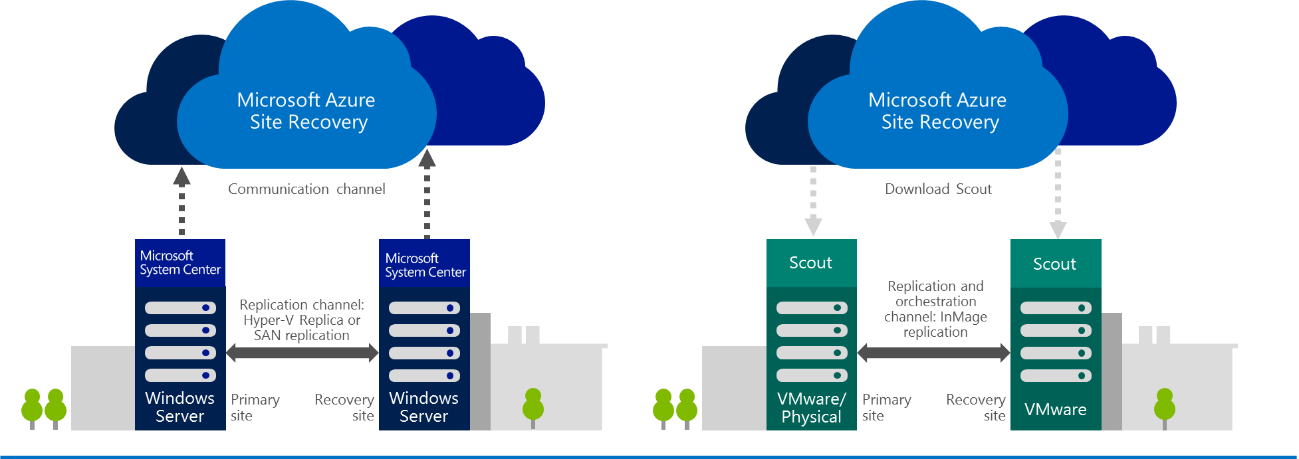 Microsoft Azure
Site Recovery
Communication channel
Microsoft
System Center
Microsoft
System Center
Replication channel:
Hyper-V Replica or
SAN replication
Windows
Server
Primary
site
Recovery
site
Windows
Server
Microsoft Azure
Site Recovery
Download Scout
Scout
Scout
Replication and
orchestration
channel: InMage
replication
VMware/
Physical
Primary
site
Recovery
site
VMware